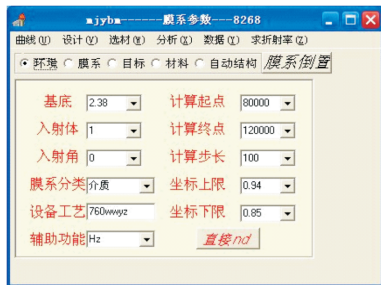 mjybm------膜系参数---8268
曲线(U) 设计(V) 选材(W) 分析(X) 数据(Y) 求折射率(Z)
环境 膜系 目标 材料 自动结构 膜系倒置
基底 2.38 计算起点 80000
入射体 1 计算终点 120000
入射角 0 计算步长 100
膜系分类 介质 坐标上限 0.94
设备工艺 760wwyz 坐标下限 0.85
辅助功能 Hz 直接nd